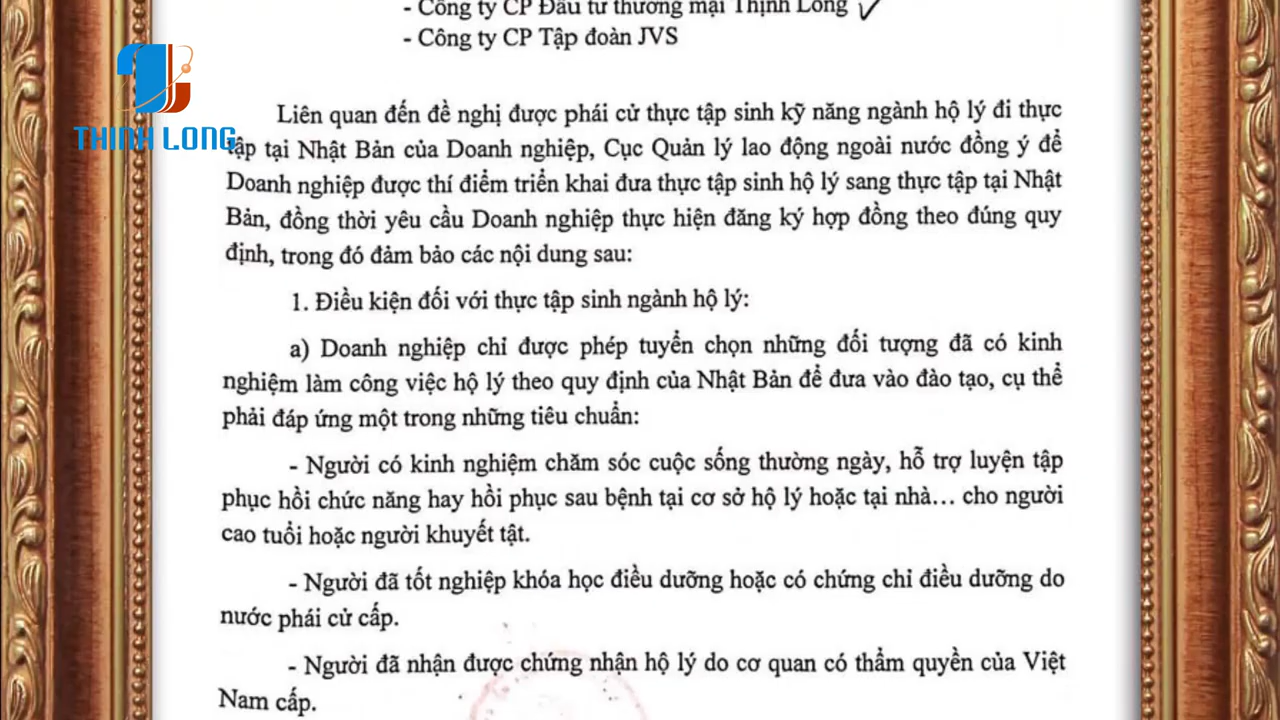 - Công ty CP Đầu tư thương mại Thịnh Long
- Công ty CP Tập đoàn JVS
THINH LONG
Liên quan đến đề nghị được phái cử thực tập sinh kỹ năng ngành hộ lý đi thực
tập tại Nhật Bản của Doanh nghiệp, Cục Quản lý lao động ngoài nước đồng ý để
Doanh nghiệp được thí điểm triển khai đưa thực tập sinh hộ lý sang thực tập tại Nhật
Bản, đồng thời yêu cầu Doanh nghiệp thực hiện đăng ký hợp đồng theo đúng quy
định, trong đó đảm bảo các nội dung sau:
1. Điều kiện đối với thực tập sinh ngành hộ lý:
a) Doanh nghiệp chỉ được phép tuyển chọn những đối tượng đã có kinh
nghiệm làm công việc hộ lý theo quy định của Nhật Bản để đưa vào đào tạo, cụ thể
phải đáp ứng một trong những tiêu chuẩn:
- Người có kinh nghiệm chăm sóc cuộc sống thường ngày, hỗ trợ luyện tập
phục hồi chức năng hay hồi phục sau bệnh tại cơ sở hộ lý hoặc tại nhà... cho người
cao tuổi hoặc người khuyết tật.
- Người đã tốt nghiệp khóa học điều dưỡng hoặc có chứng chỉ điều dưỡng do
nước phái cử cấp.
- Người đã nhận được chứng nhận hộ lý do cơ quan có thẩm quyền của Việt
Nam cấp.